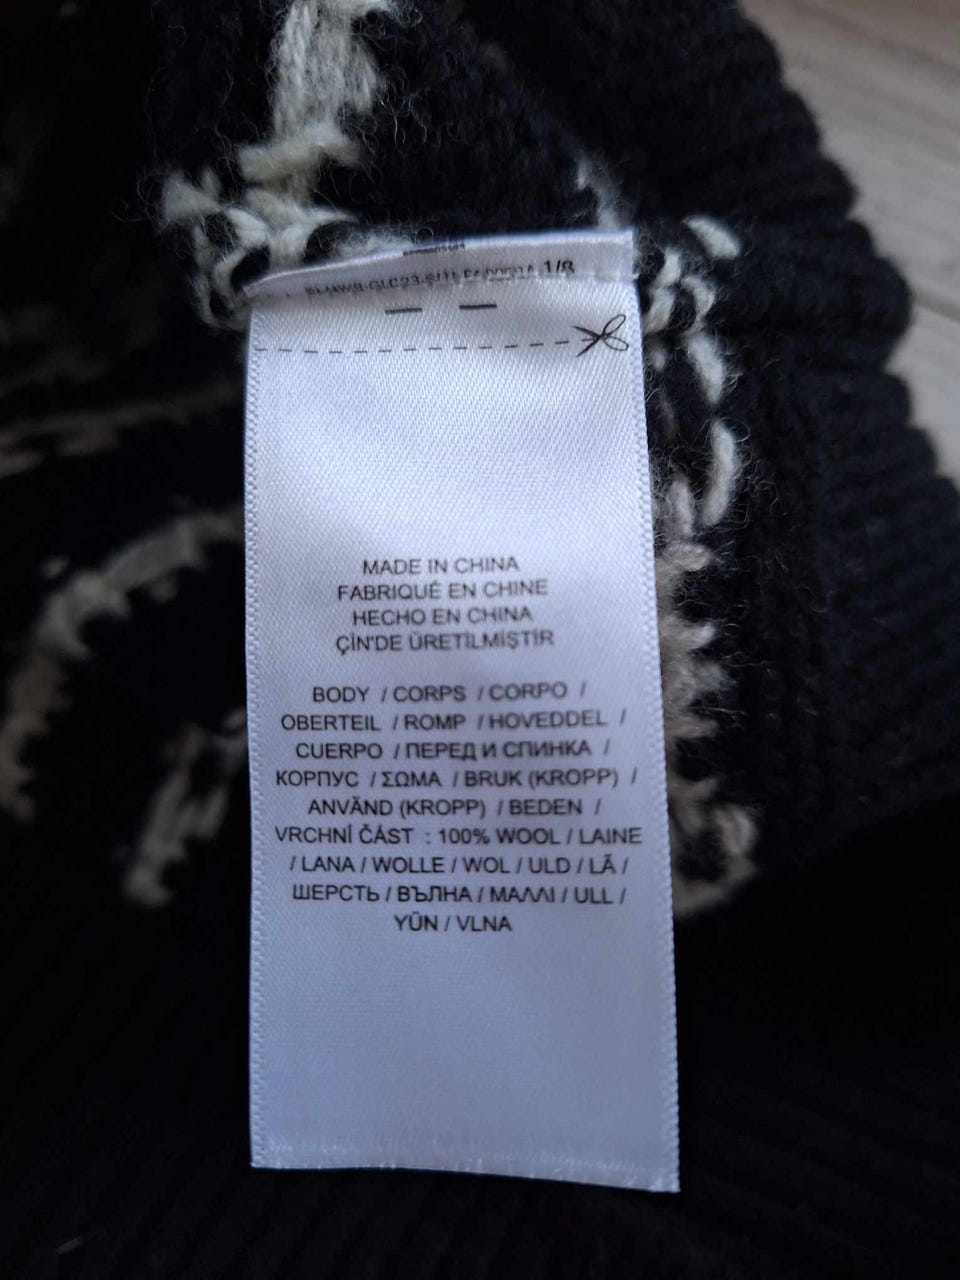 1/8
MADE IN CHINA
FABRIQUÉ EN CHINE
HECHO EN CHINA
ÇİN'DE ÜRETİLMİŞTİR
BODY / CORPS / CORPO /
OBERTEIL / ROMP / HOVEDDEL /
CUERPO / ПЕРЕД И СПИНКА /
КОРПУС / ΣΩΜΑ / BRUK (KROPP) /
ANVÄND (KROPP) / BEDEN /
VRCHNÍ ČÁST : 100% WOOL / LAINE
/ LANA / WOLLE / WOL / ULD / LÃ /
ШЕРСТЬ / ВЪЛНА / ΜΑΛΛΙ / ULL /
YÜN / VLNA